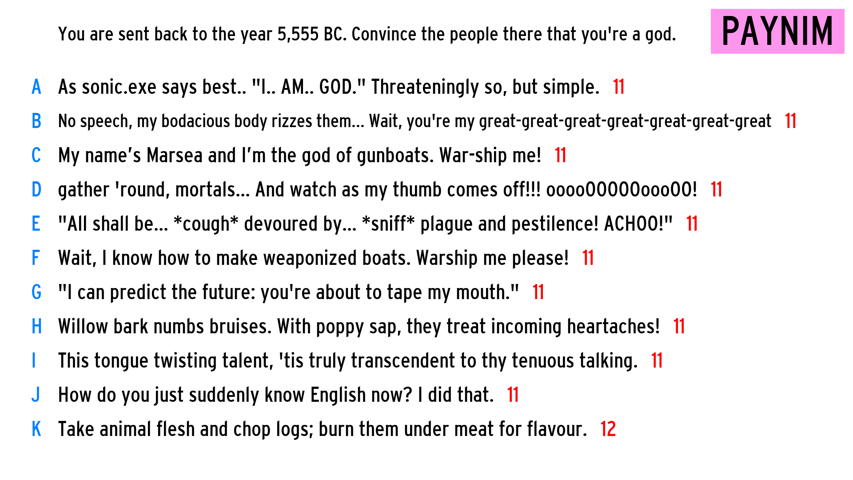 You are sent back to the year 5,555 BC. Convince the people there that you're a god.
PAYNIM
A As sonic.exe says best.. "I.. AM.. GOD." Threateningly so, but simple. 11
B No speech, my bodacious body rizzes them... Wait, you're my great-great-great-great-great-great-great 11
C My name’s Marsea and I’m the god of gunboats. War-ship me! 11
D gather 'round, mortals... And watch as my thumb comes off!!! oooo00000ooo00! 11
E "All shall be... *cough* devoured by... *sniff* plague and pestilence! ACHOO!" 11
F Wait, I know how to make weaponized boats. Warship me please! 11
G "I can predict the future: you're about to tape my mouth." 11
H Willow bark numbs bruises. With poppy sap, they treat incoming heartaches! 11
I This tongue twisting talent, 'tis truly transcendent to thy tenuous talking. 11
J How do you just suddenly know English now? I did that. 11
K Take animal flesh and chop logs; burn them under meat for flavour. 12